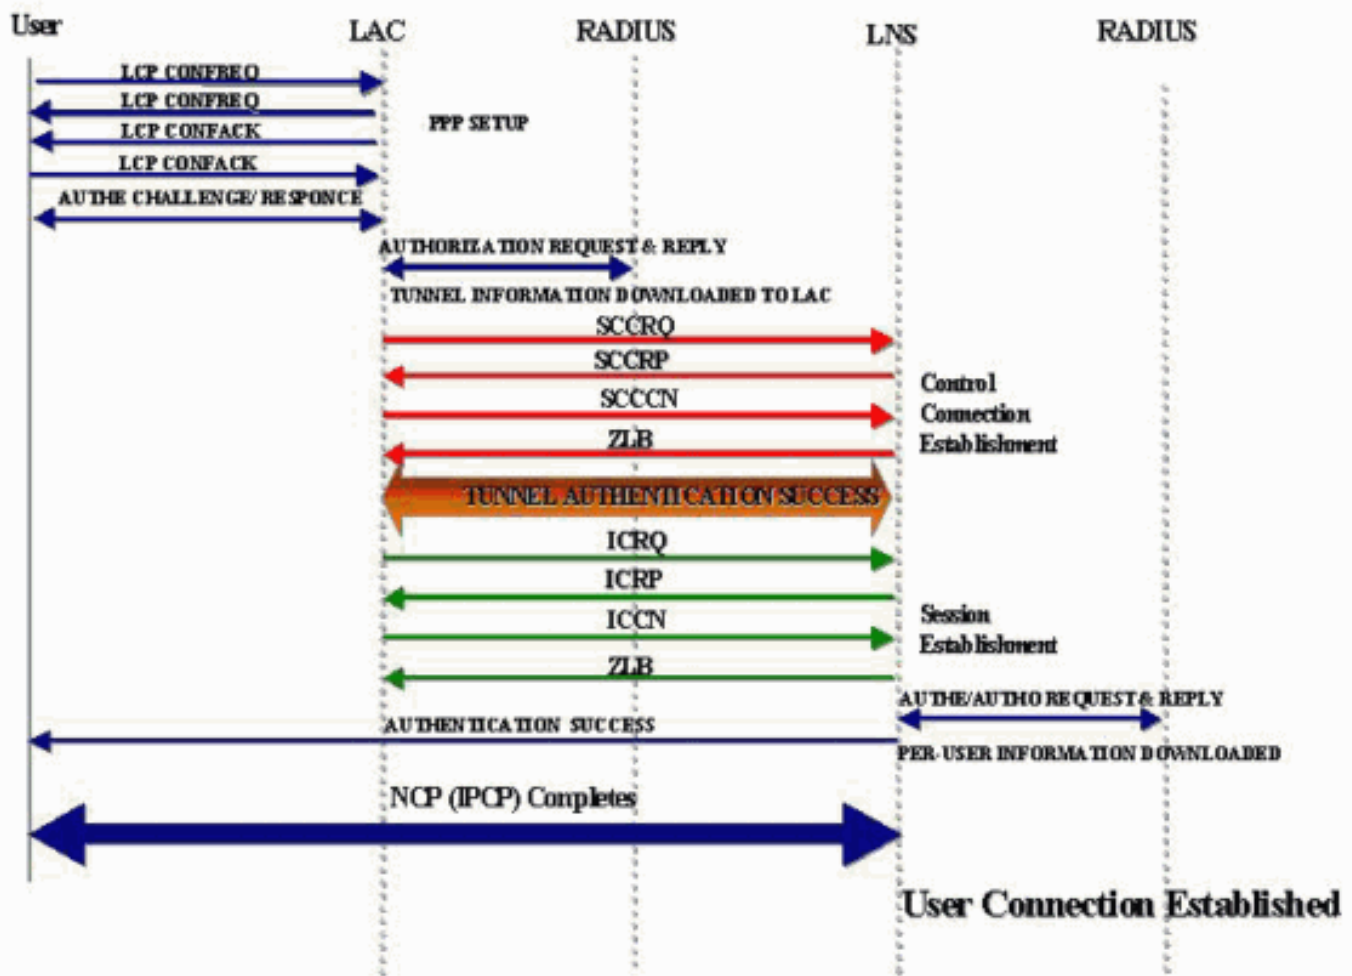 User LAC RADIUS LNS RADIUS
LCP CONFREQ
LCP CONFREQ
PPP SETUP
LCP CONFACK
LCP CONFACK
AUTHE CHALLENGE/ RESPONCE
AUTHORIZATION REQUEST & REPLY
TUNNEL INFORMATION DOWNLOADED TO LAC
SCCRQ
SCCRP
Control
SCCCN
Connection
ZLB
Establishment
TUNNEL AUTHENTICATION SUCCESS
ICRQ
ICRP
ICCN
Session
Establishment
ZLB
AUTHE/AUTHO REQUEST & REPLY
AUTHENTICATION SUCCESS
PER-USER INFORMATION DOWNLOADED
NCP (IPCP) Completes
User Connection Established